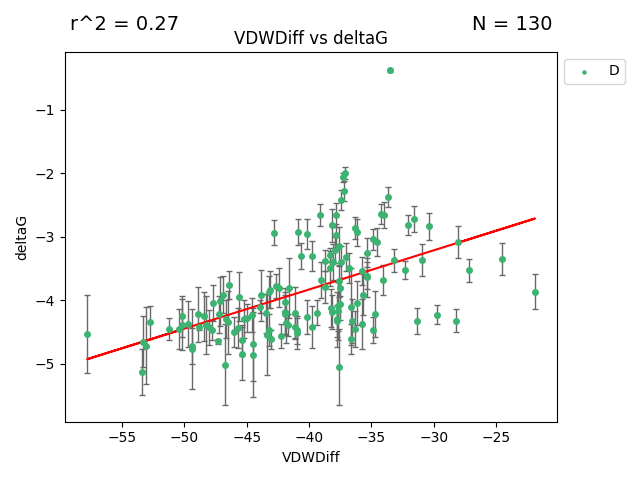 r^2 = 0.27
N = 130
VDWDiff vs deltaG
D
deltaG
−1
−2
−3
−4
−5
−55
−50
−45
−40
−35
−30
−25
VDWDiff